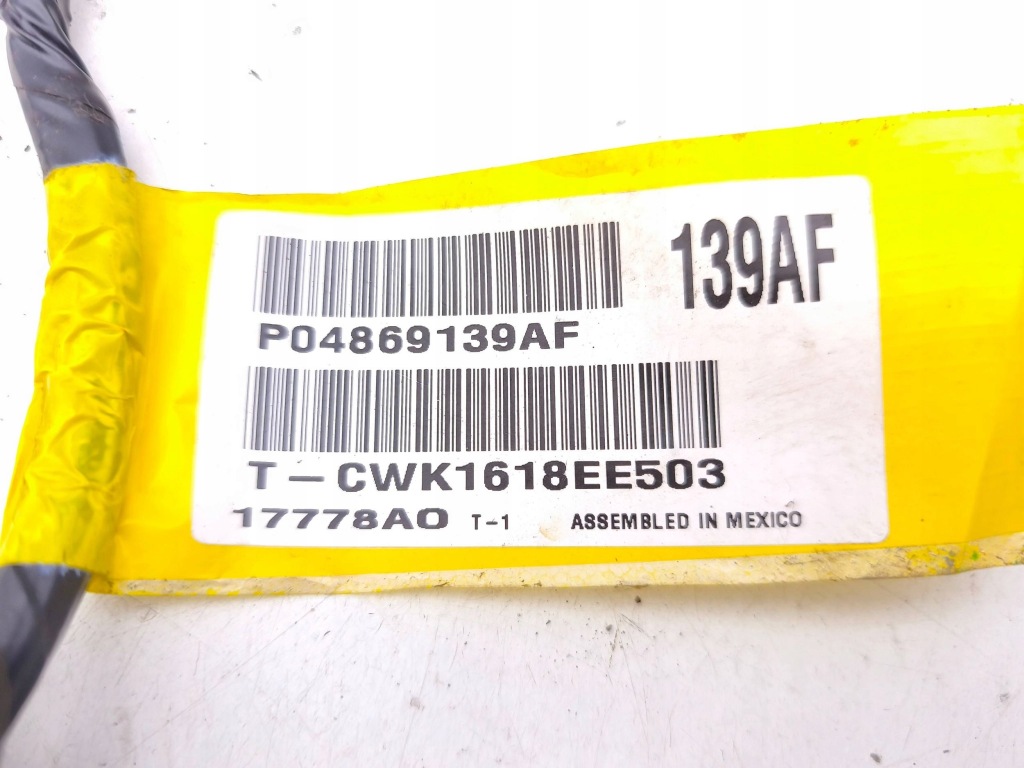 139AF
P04869139AF
T-CWK1618EE503
17778AO T-1 ASSEMBLED IN MEXICO